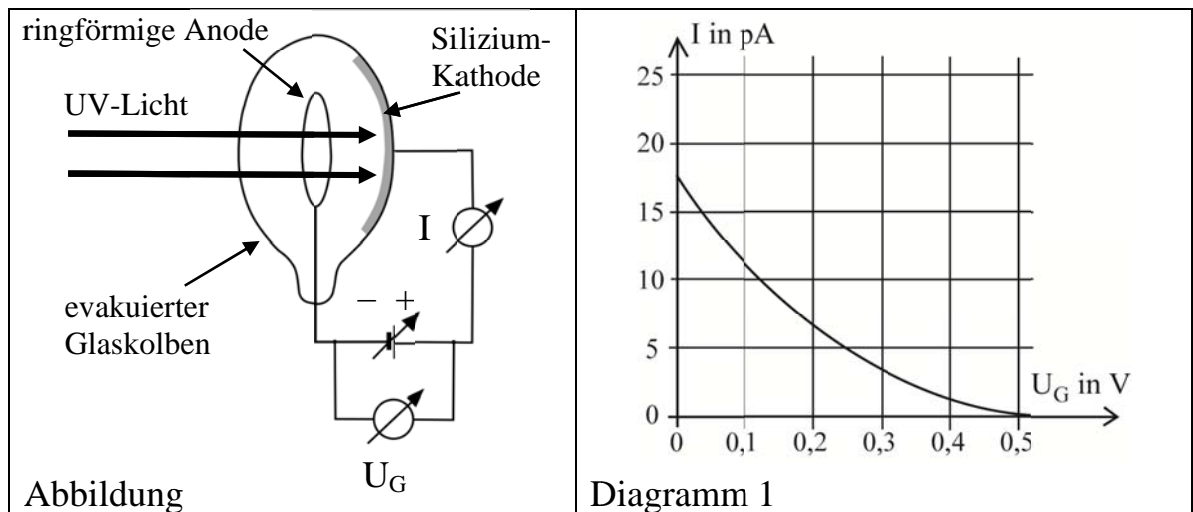 ringförmige Anode
Silizium-
Kathode
UV-Licht
I
evakuierter
Glaskolben
– +
U_G
Abbildung
I in pA
25
20
15
10
5
0
U_G in V
0 0,1 0,2 0,3 0,4 0,5
Diagramm 1